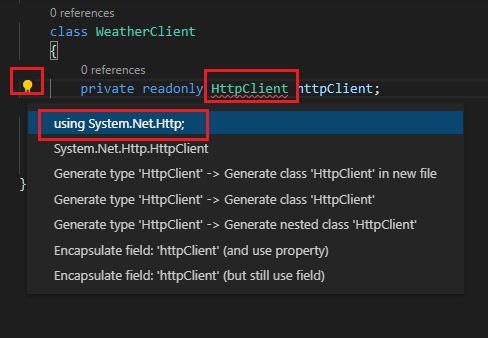 0 references
class WeatherClient
{
0 references
private readonly HttpClient httpClient;
using System.Net.Http;
System.Net.Http.HttpClient
Generate type 'HttpClient' -> Generate class 'HttpClient' in new file
Generate type 'HttpClient' -> Generate class 'HttpClient'
Generate type 'HttpClient' -> Generate nested class 'HttpClient'
Encapsulate field: 'httpClient' (and use property)
Encapsulate field: 'httpClient' (but still use field)
}